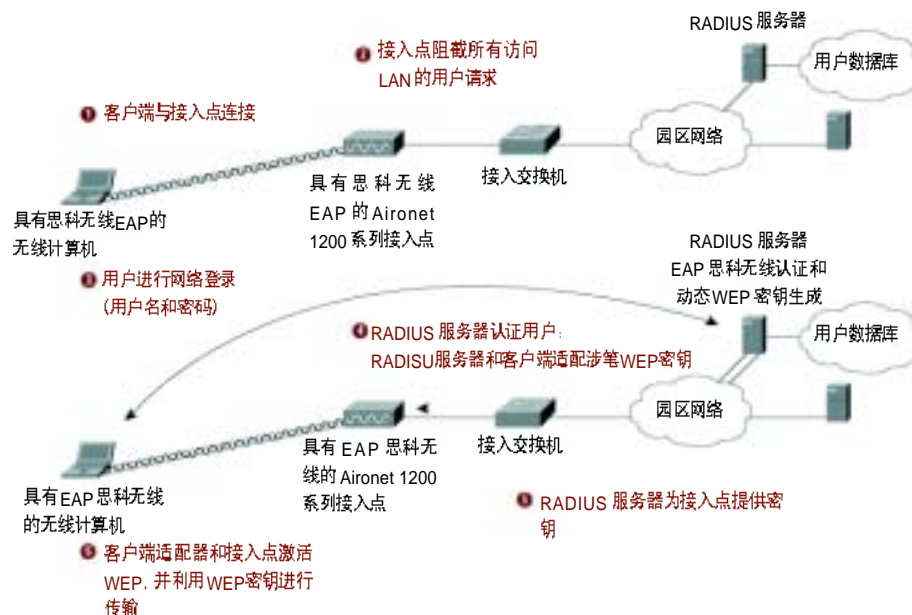 RADIUS 服务器
用户数据库
❷ 接入点阻截所有访问
LAN 的用户请求
❶ 客户端与接入点连接
园区网络
接入交换机
具有思科无线
EAP 的 Aironet
1200 系列接入点
具有思科无线EAP的
无线计算机
RADIUS 服务器
EAP 思科无线认证和
动态WEP 密钥生成
❸ 用户进行网络登录
(用户名和密码)
用户数据库
❹ RADIUS 服务器认证用户:
RADISU服务器和客户端适配涉笔WEP密钥
园区网络
接入交换机
具有 EAP 思科无
线的 Aironet 1200
系列接入点
具有EAP 思科无线
的无线计算机
RADIUS 服务器为接入点提供密
钥
客户端适配器和接入点激活
WEP, 并利用WEP密钥进行
传输